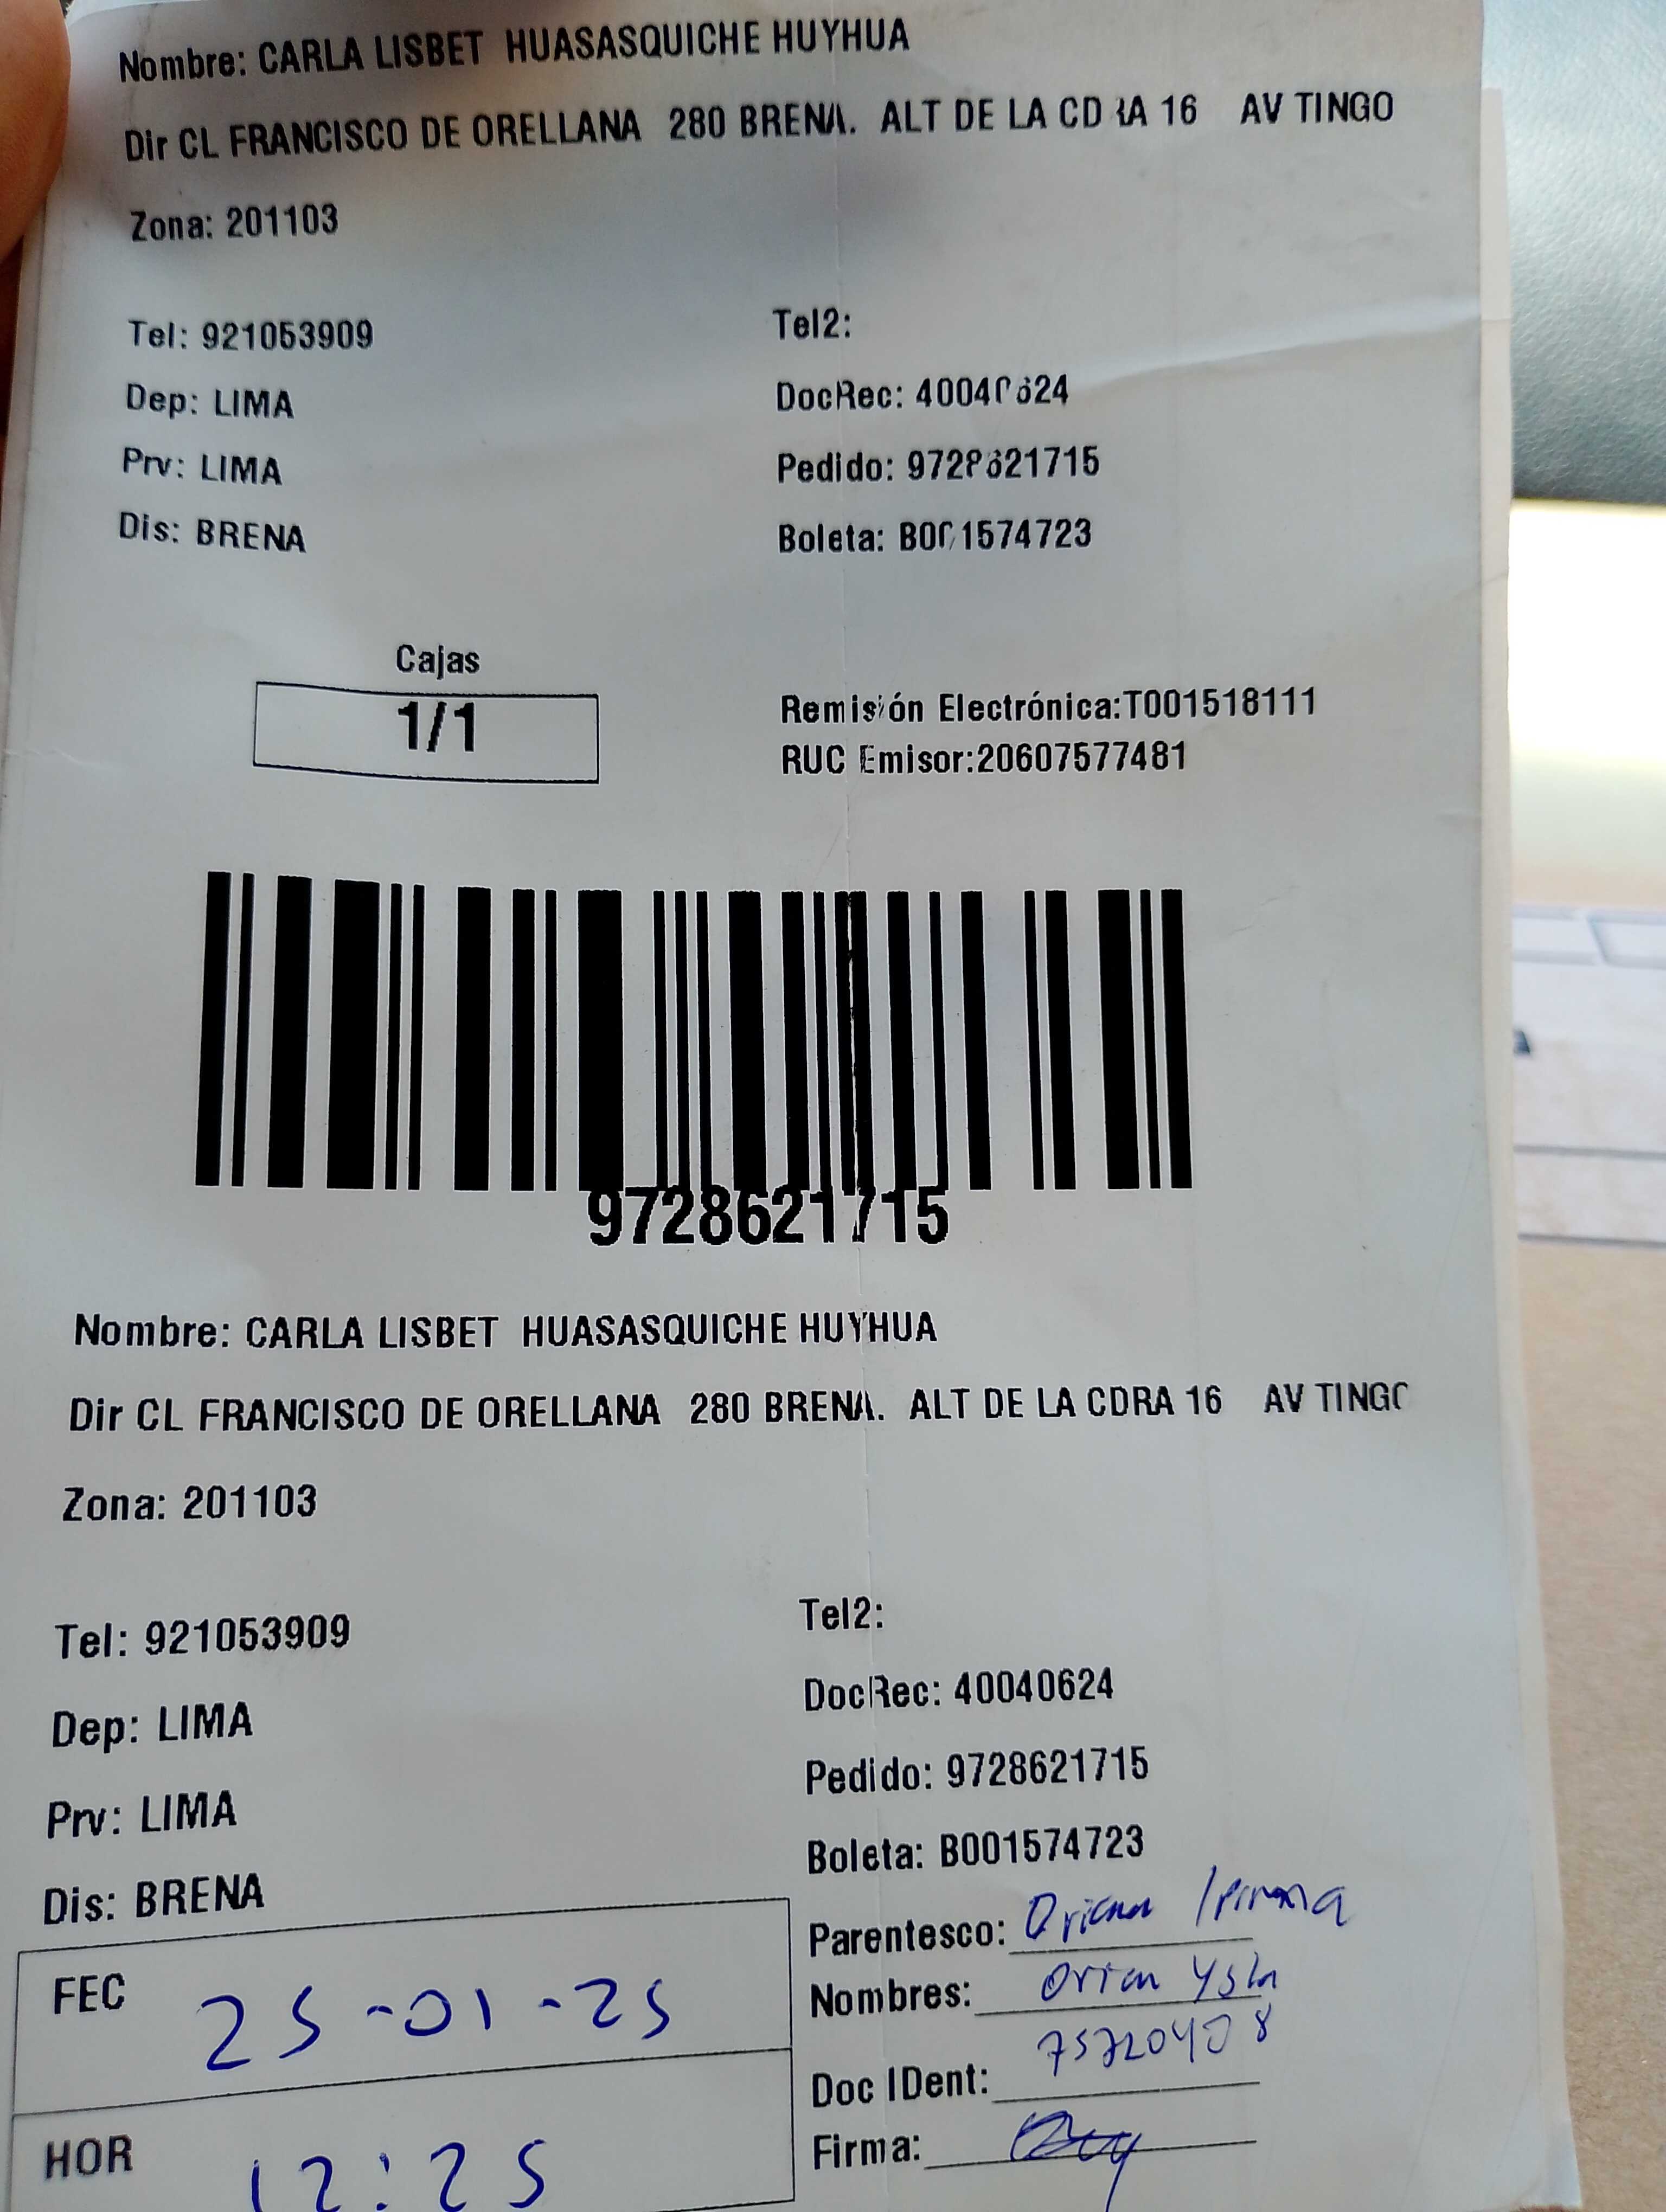 Nombre: CARLA LISBET HUASASQUICHE HUYHUA
Dir CL FRANCISCO DE ORELLANA 280 BRENA. ALT DE LA CDRA 16 AV TINGO
Zona: 201103
Tel: 921053909 Tel2:
Dep: LIMA DocRec: 40040624
Prv: LIMA Pedido: 9728621715
Dis: BRENA Boleta: B001574723
Cajas
1/1
Remisión Electrónica:T001518111
RUC Emisor:20607577481
9728621715
Nombre: CARLA LISBET HUASASQUICHE HUYHUA
Dir CL FRANCISCO DE ORELLANA 280 BRENA. ALT DE LA CDRA 16 AV TINGO
Zona: 201103
Tel: 921053909 Tel2:
Dep: LIMA DocRec: 40040624
Prv: LIMA Pedido: 9728621715
Dis: BRENA Boleta: B001574723
Parentesco:
FEC 25-01-25
Nombres:
Doc IDent: 75720408
HOR 12:25
Firma: